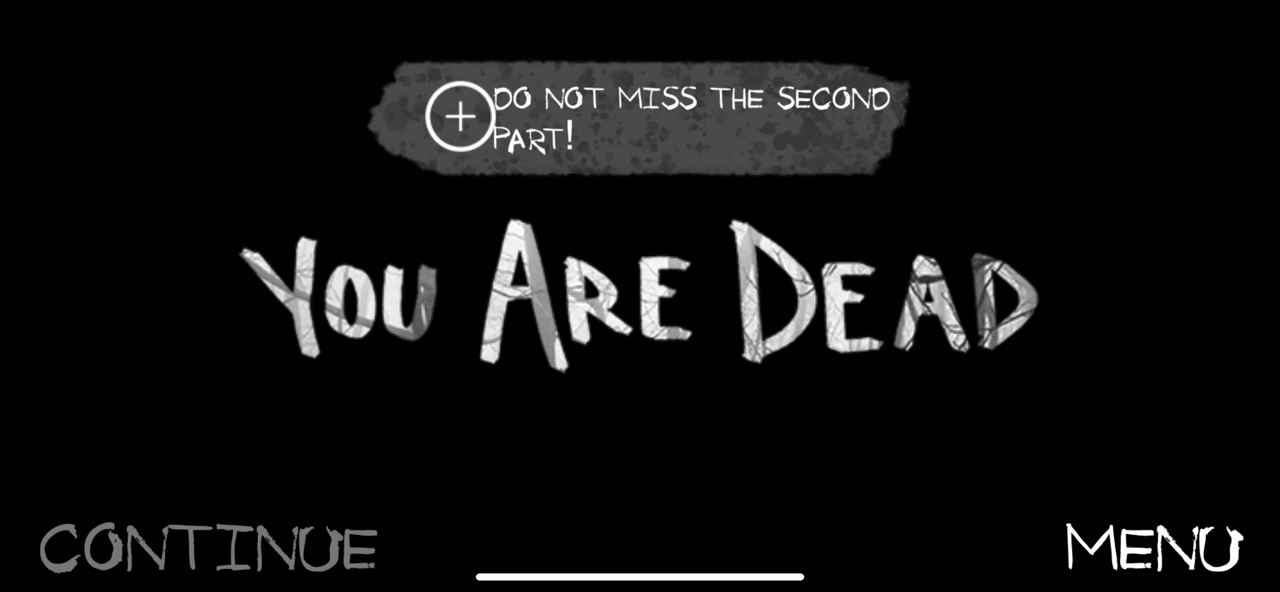 DO NOT MISS THE SECOND
PART!
YOU ARE DEAD
CONTINUE
MENU